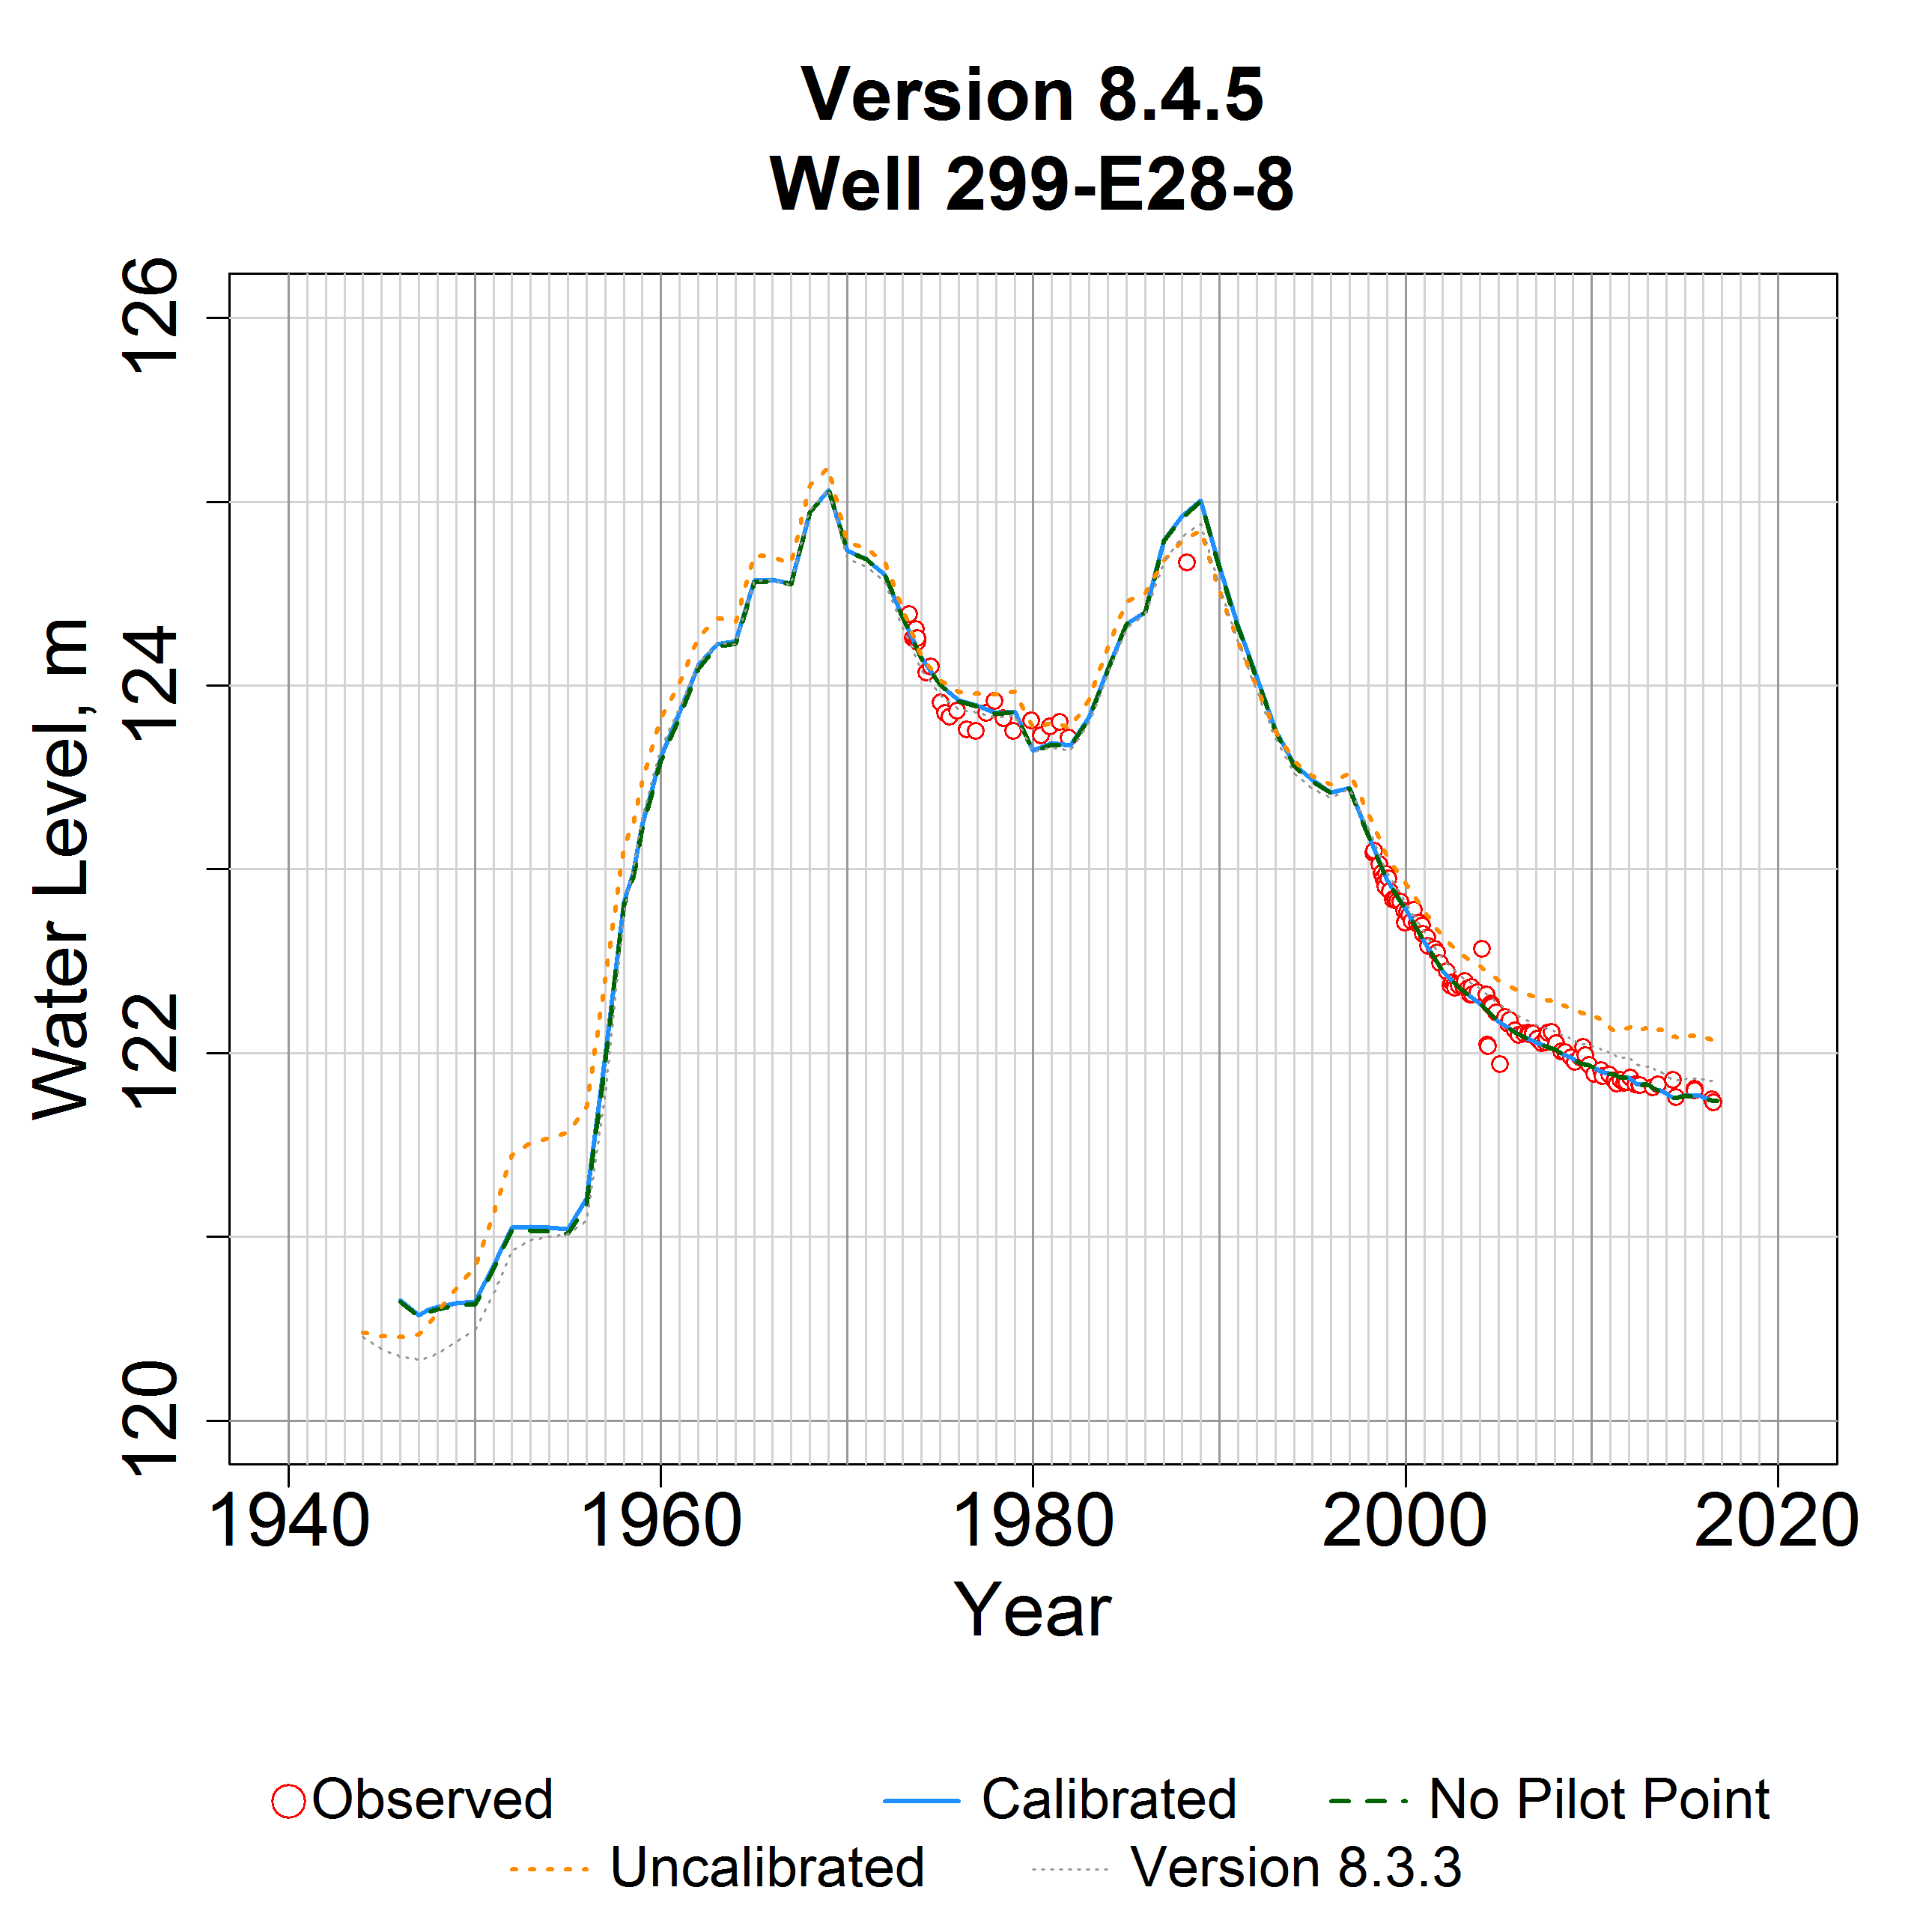 Version 8.4.5
Well 299-E28-8
Water Level, m
126
124
122
120
1940 1960 1980 2000 2020
Year
Observed Calibrated No Pilot Point
Uncalibrated Version 8.3.3